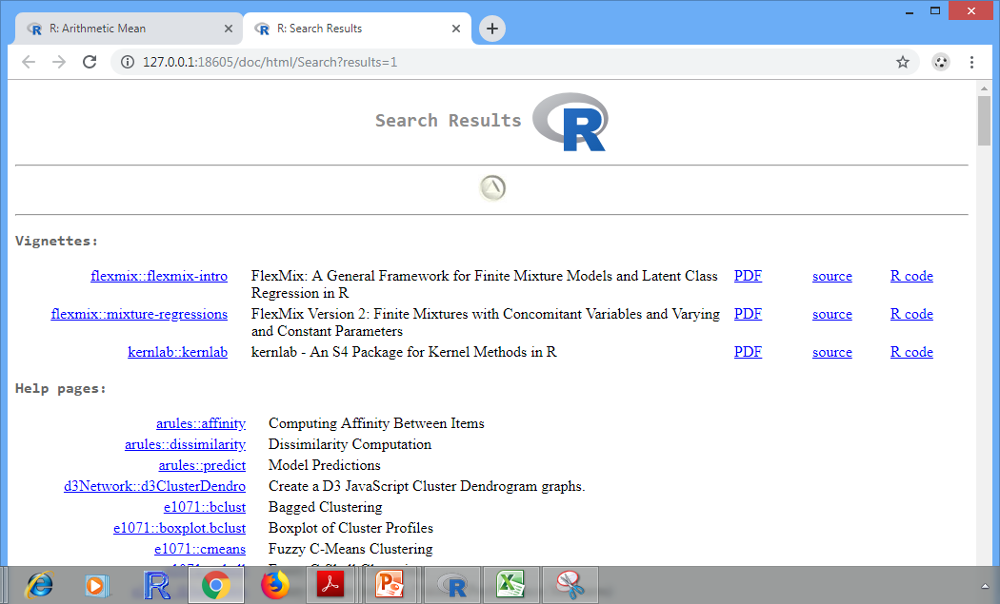 R: Arithmetic Mean
R: Search Results
127.0.0.1:18605/doc/html/Search?results=1
Search Results R
Vignettes:
flexmix::flexmix-intro FlexMix: A General Framework for Finite Mixture Models and Latent Class PDF source R code
Regression in R
flexmix::mixture-regressions FlexMix Version 2: Finite Mixtures with Concomitant Variables and Varying PDF source R code
and Constant Parameters
kernlab::kernlab kernlab - An S4 Package for Kernel Methods in R PDF source R code
Help pages:
arules::affinity Computing Affinity Between Items
arules::dissimilarity Dissimilarity Computation
arules::predict Model Predictions
d3Network::d3ClusterDendro Create a D3 JavaScript Cluster Dendrogram graphs.
e1071::bclust Bagged Clustering
e1071::boxplot.bclust Boxplot of Cluster Profiles
e1071::cmeans Fuzzy C-Means Clustering